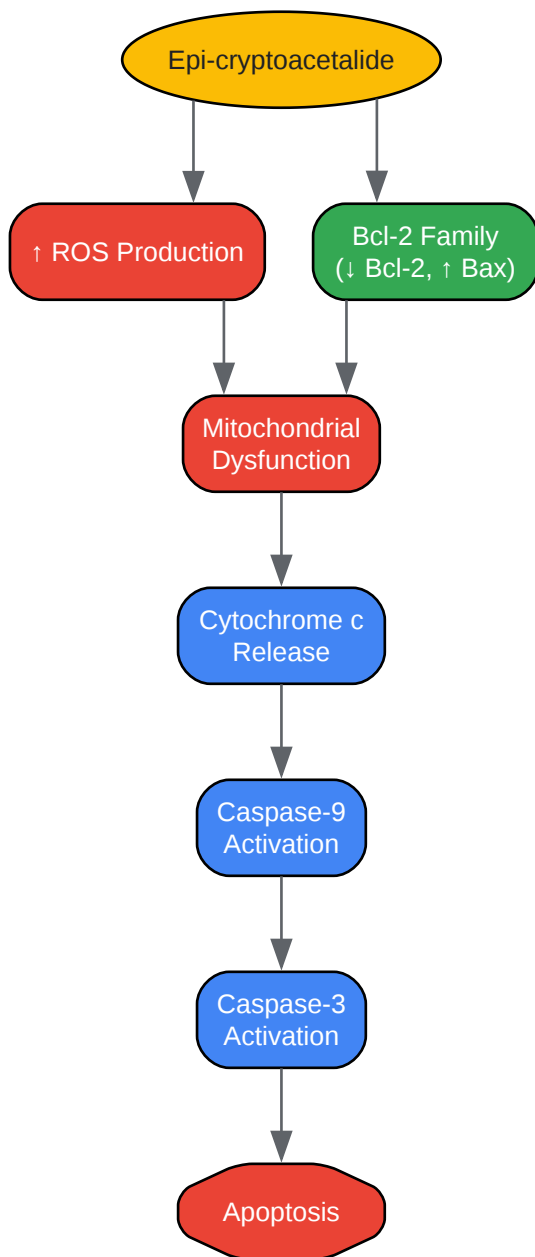 Epi-cryptoacetalide
↑ ROS Production
Bcl-2 Family
(↓ Bcl-2, ↑ Bax)
Mitochondrial
Dysfunction
Cytochrome c
Release
Caspase-9
Activation
Caspase-3
Activation
Apoptosis